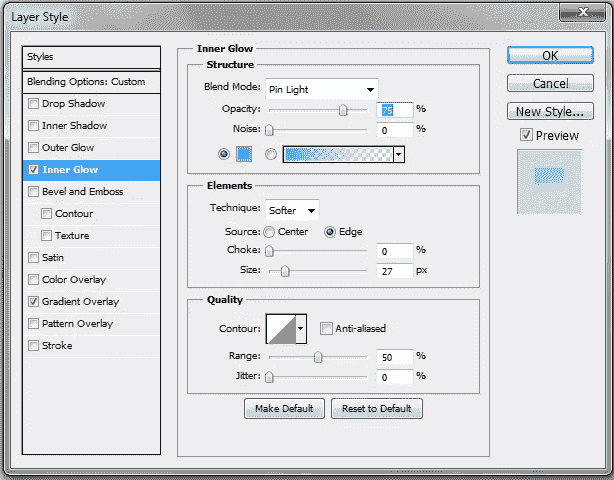 Layer Style
Styles
Blending Options: Custom
Drop Shadow
Inner Shadow
Outer Glow
Inner Glow
Bevel and Emboss
Contour
Texture
Satin
Color Overlay
Gradient Overlay
Pattern Overlay
Stroke
Inner Glow
Structure
Blend Mode: Pin Light
Opacity: 75 %
Noise: 0 %
Elements
Technique: Softer
Source: Center Edge
Choke: 0 %
Size: 27 px
Quality
Contour: Anti-aliased
Range: 50 %
Jitter: 0 %
Make Default Reset to Default
OK
Cancel
New Style...
Preview